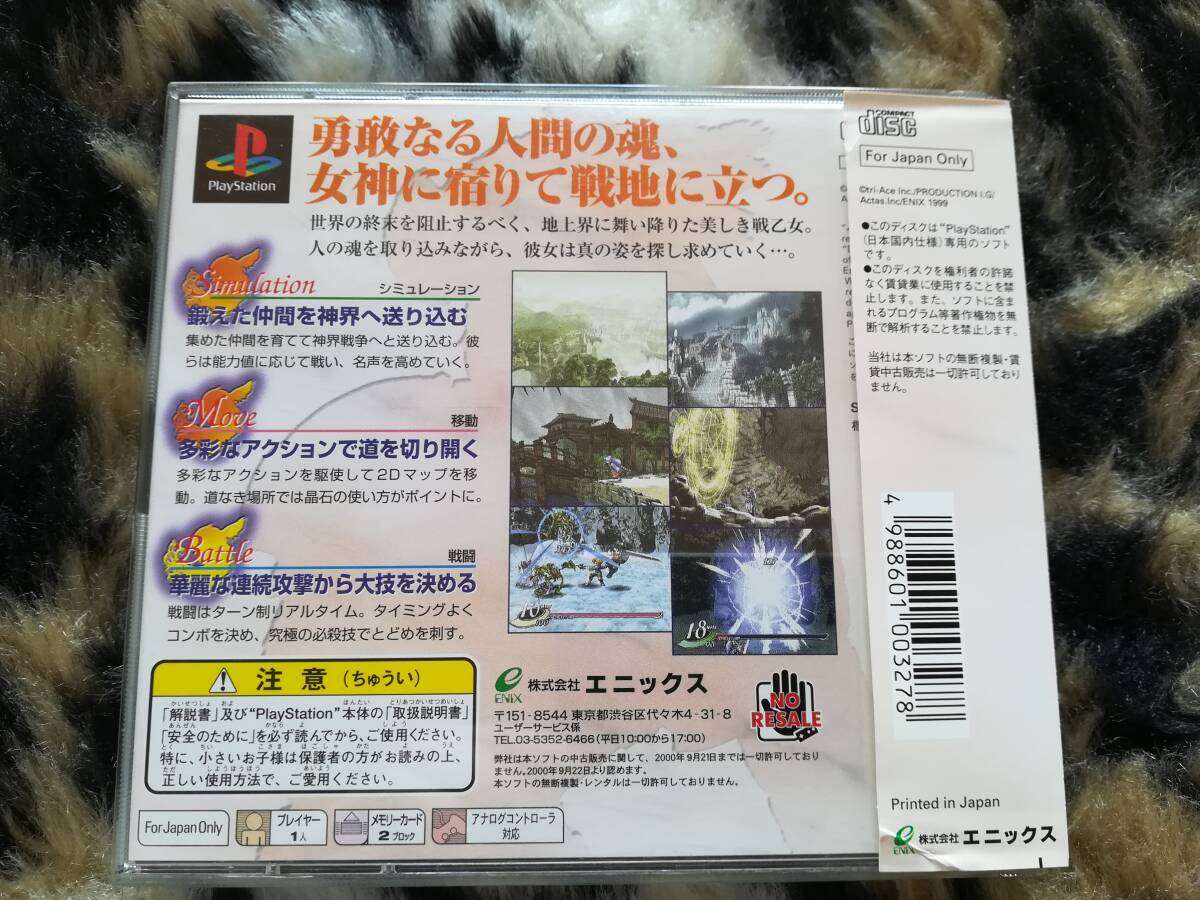 PlayStation
勇敢なる人間の魂、
女神に宿りて戦地に立つ。
世界の終末を阻止するべく、地上界に舞い降りた美しき戦乙女。
人の魂を取り込みながら、彼女は真の姿を探し求めていく…。
Simulation シミュレーション
鍛えた仲間を神界へ送り込む
集めた仲間を育てて神界戦争へと送り込む。彼
らは能力値に応じて戦い、名声を高めていく。
Move 移動
多彩なアクションで道を切り開く
多彩なアクションを駆使して2Dマップを移
動。道なき場所では晶石の使い方がポイントに。
Battle 戦闘
華麗な連続攻撃から大技を決める
戦闘はターン制リアルタイム。タイミングよく
コンボを決め、究極の必殺技でとどめを刺す。
注意(ちゅうい)
「解説書」及び“PlayStation”本体の「取扱説明書」
「安全のために」を必ず読んでから、ご使用ください。
特に、小さいお子様は保護者の方がお読みの上、
正しい使用方法で、ご愛用ください。
For Japan Only
プレイヤー
1人
メモリーカード
2ブロック
アナログコントローラ
対応
ENIX 株式会社 エニックス
〒151-8544 東京都渋谷区代々木4-31-8
ユーザーサービス係
TEL.03-5352-6466(平日10:00から17:00)
弊社は本ソフトの中古販売に関して、2000年9月21日までは一切許可しており
ません。2000年9月22日より認めます。
本ソフトの無断複製・レンタルは一切許可しておりません。
NO
RESALE
16
18
COMPACT
disc
For Japan Only
©tri-Ace Inc./PRODUCTION I.G/
Actas.Inc/ENIX 1999
●このディスクは“PlayStation”
(日本国内仕様)専用のソフト
です。
●このディスクを権利者の許諾
なく賃貸業に使用することを禁
止します。また、ソフトに含ま
れるプログラム等著作権物を無
断で解析することを禁止します。
当社は本ソフトの無断複製・賃
貸中古販売は一切許可しており
ません。
4 988601 003278
Printed in Japan
ENIX 株式会社 エニックス